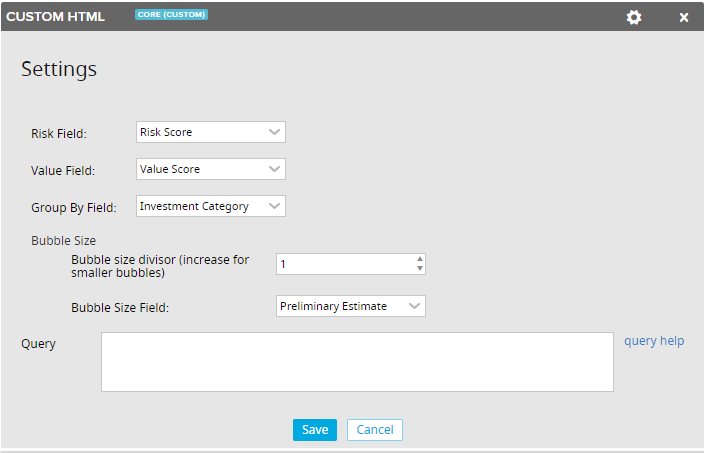 CUSTOM HTML CORE (CUSTOM)
Settings
Risk Field: Risk Score
Value Field: Value Score
Group By Field: Investment Category
Bubble Size
Bubble size divisor (increase for
smaller bubbles)
1
Bubble Size Field: Preliminary Estimate
Query
query help
Save Cancel